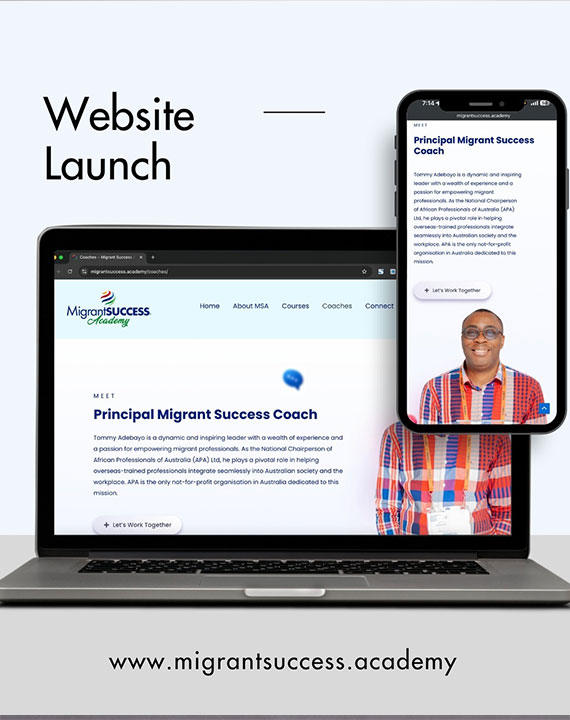 Website
Launch
7:14
migrantsuccess.academy
MEET
Principal Migrant Success
Coach
Tommy Adebayo is a dynamic and inspiring
leader with a wealth of experience and a
passion for empowering migrant
professionals. As the National Chairperson
of African Professionals of Australia (APA)
Ltd, he plays a pivotal role in helping
overseas-trained professionals integrate
seamlessly into Australian society and the
workplace. APA is the only not-for-profit
organisation in Australia dedicated to this
mission.
+ Let's Work Together
Coaches - Migrant Success
migrantsuccess.academy/coaches/
MigrantSUCCESS
Academy
Home About MSA Courses Coaches Connect
MEET
Principal Migrant Success Coach
Tommy Adebayo is a dynamic and inspiring leader with a wealth of experience and
a passion for empowering migrant professionals. As the National Chairperson of
African Professionals of Australia (APA) Ltd, he plays a pivotal role in helping
overseas-trained professionals integrate seamlessly into Australian society and the
workplace. APA is the only not-for-profit organisation in Australia dedicated to this
mission.
+ Let's Work Together
www.migrantsuccess.academy